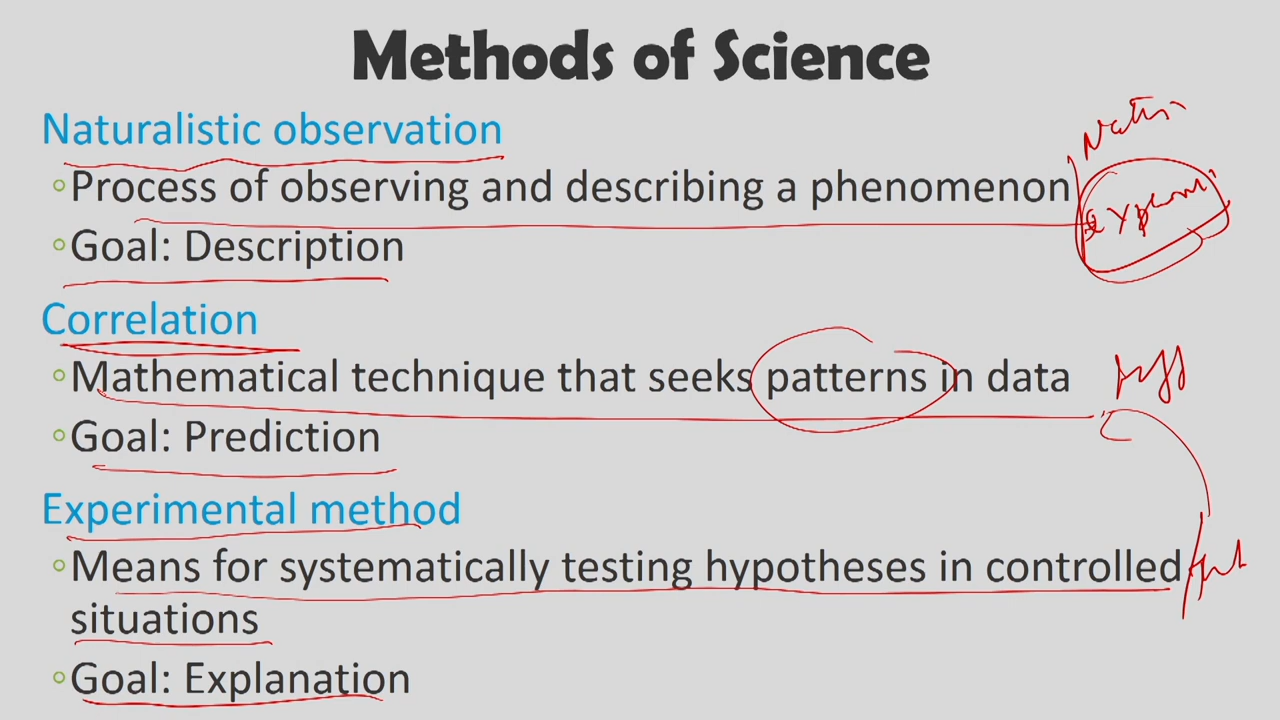 Methods of Science
Naturalistic observation
◦Process of observing and describing a phenomenon
◦Goal: Description
Correlation
◦Mathematical technique that seeks patterns in data
◦Goal: Prediction
Experimental method
◦Means for systematically testing hypotheses in controlled
situations
◦Goal: Explanation